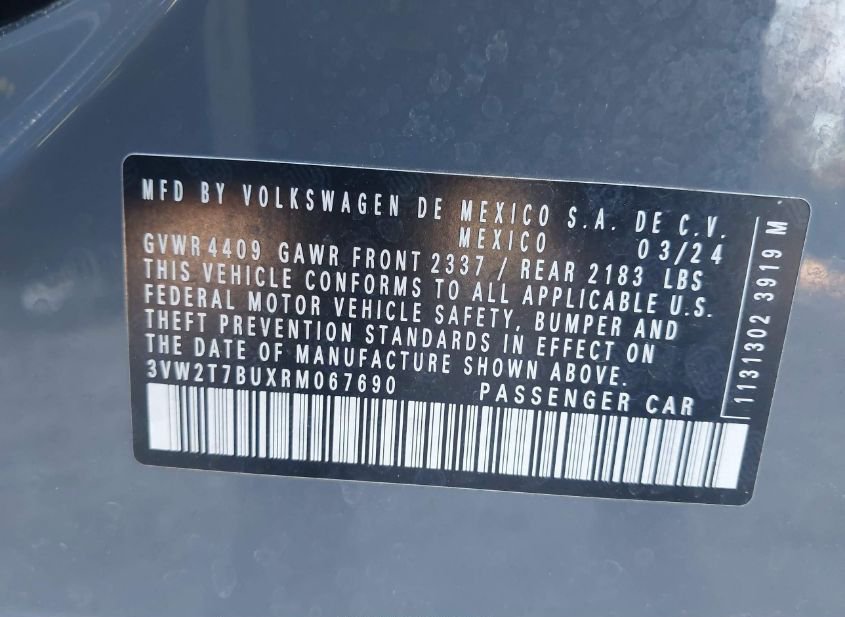 MFD BY VOLKSWAGEN DE MEXICO S.A. DE C.V.
MEXICO 03/24
GVWR 4409 GAWR FRONT 2337 / REAR 2183 LBS
THIS VEHICLE CONFORMS TO ALL APPLICABLE U.S.
FEDERAL MOTOR VEHICLE SAFETY, BUMPER AND
THEFT PREVENTION STANDARDS IN EFFECT ON
THE DATE OF MANUFACTURE SHOWN ABOVE.
3VW2T7BUXRM067690 PASSENGER CAR
1131302 3919 M